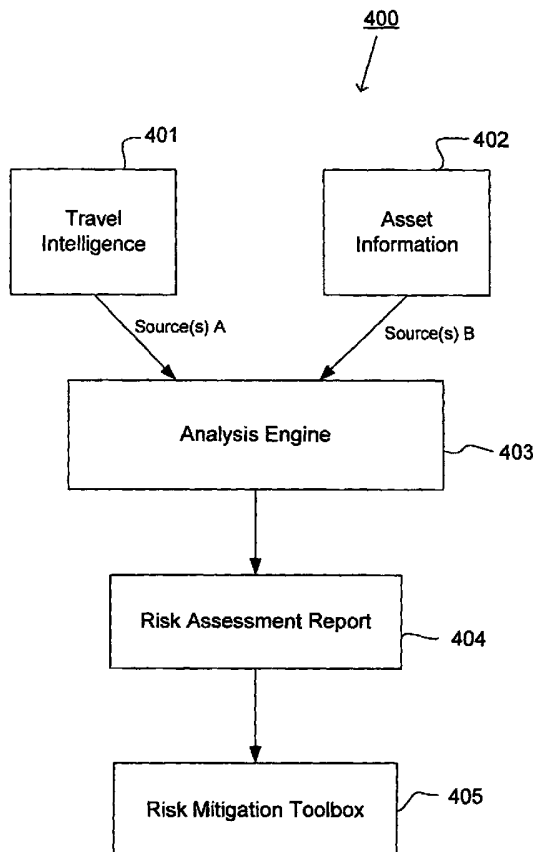 400
401
402
Travel
Intelligence
Asset
Information
Source(s) A
Source(s) B
Analysis Engine
403
Risk Assessment Report
404
Risk Mitigation Toolbox
405